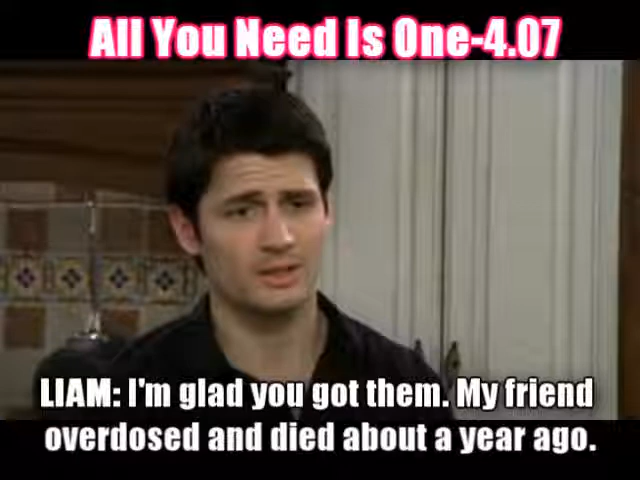 All You Need Is One-4.07
LIAM: I'm glad you got them. My friend
overdosed and died about a year ago.